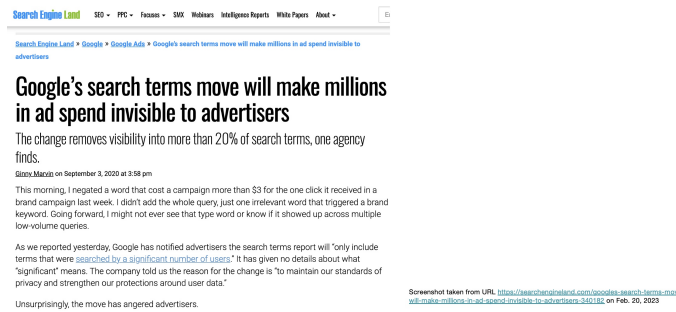 Search Engine Land SEO PPC Focuses SMX Webinars Intelligence Reports White Papers About
Search Engine Land » Google » Google Ads » Google's search terms move will make millions in ad spend invisible to
advertisers
Google's search terms move will make millions
in ad spend invisible to advertisers
The change removes visibility into more than 20% of search terms, one agency
finds.
Ginny Marvin on September 3, 2020 at 3:58 pm
This morning, I negated a word that cost a campaign more than $3 for the one click it received in a
brand campaign last week. I didn't add the whole query, just one irrelevant word that triggered a brand
keyword. Going forward, I might not ever see that type word or know if it showed up across multiple
low-volume queries.
As we reported yesterday, Google has notified advertisers the search terms report will "only include
terms that were searched by a significant number of users." It has given no details about what
"significant" means. The company told us the reason for the change is "to maintain our standards of
privacy and strengthen our protections around user data."
Unsurprisingly, the move has angered advertisers.
Screenshot taken from URL https://searchengineland.com/googles-search-terms-mo
will-make-millions-in-ad-spend-invisible-to-advertisers-340182 on Feb. 20, 2023